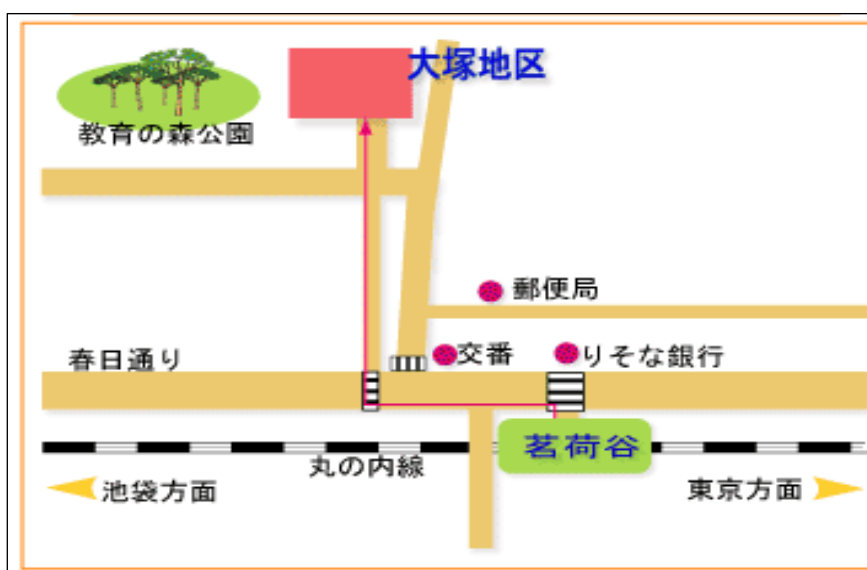 大塚地区
教育の森公園
郵便局
春日通り
交番
りそな銀行
茗荷谷
丸の内線
池袋方面
東京方面